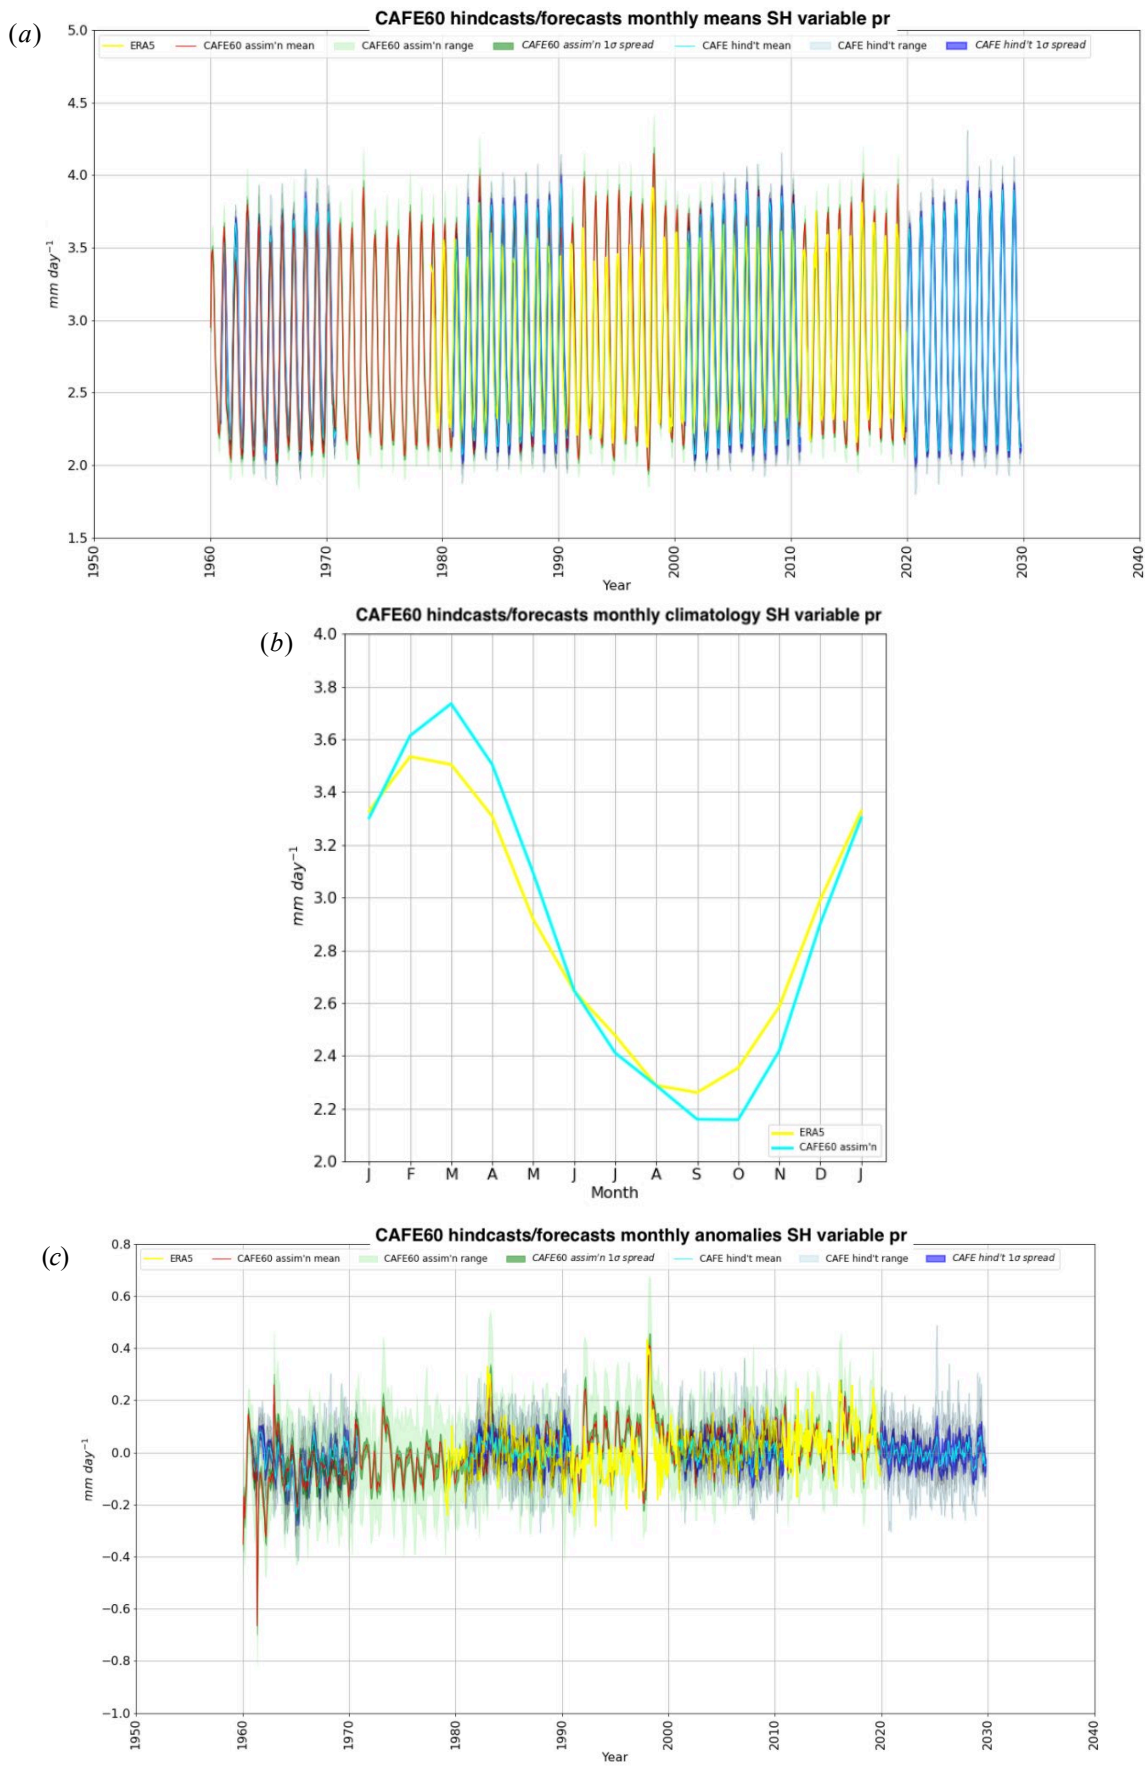 (a)
CAFE60 hindcasts/forecasts monthly means SH variable pr
ERA5 CAFE60 assim'n mean CAFE60 assim'n range CAFE60 assim'n 1σ spread CAFE hind't mean CAFE hind't range CAFE hind't 1σ spread
5.0
4.5
4.0
3.5
3.0
2.5
2.0
1.5
mm day⁻¹
1950 1960 1970 1980 1990 2000 2010 2020 2030 2040
Year
(b)
CAFE60 hindcasts/forecasts monthly climatology SH variable pr
4.0
3.8
3.6
3.4
3.2
3.0
2.8
2.6
2.4
2.2
2.0
mm day⁻¹
ERA5
CAFE60 assim'n
J F M A M J J A S O N D J
Month
(c)
CAFE60 hindcasts/forecasts monthly anomalies SH variable pr
ERA5 CAFE60 assim'n mean CAFE60 assim'n range CAFE60 assim'n 1σ spread CAFE hind't mean CAFE hind't range CAFE hind't 1σ spread
0.8
0.6
0.4
0.2
0.0
−0.2
−0.4
−0.6
−0.8
−1.0
mm day⁻¹
1950 1960 1970 1980 1990 2000 2010 2020 2030 2040
Year